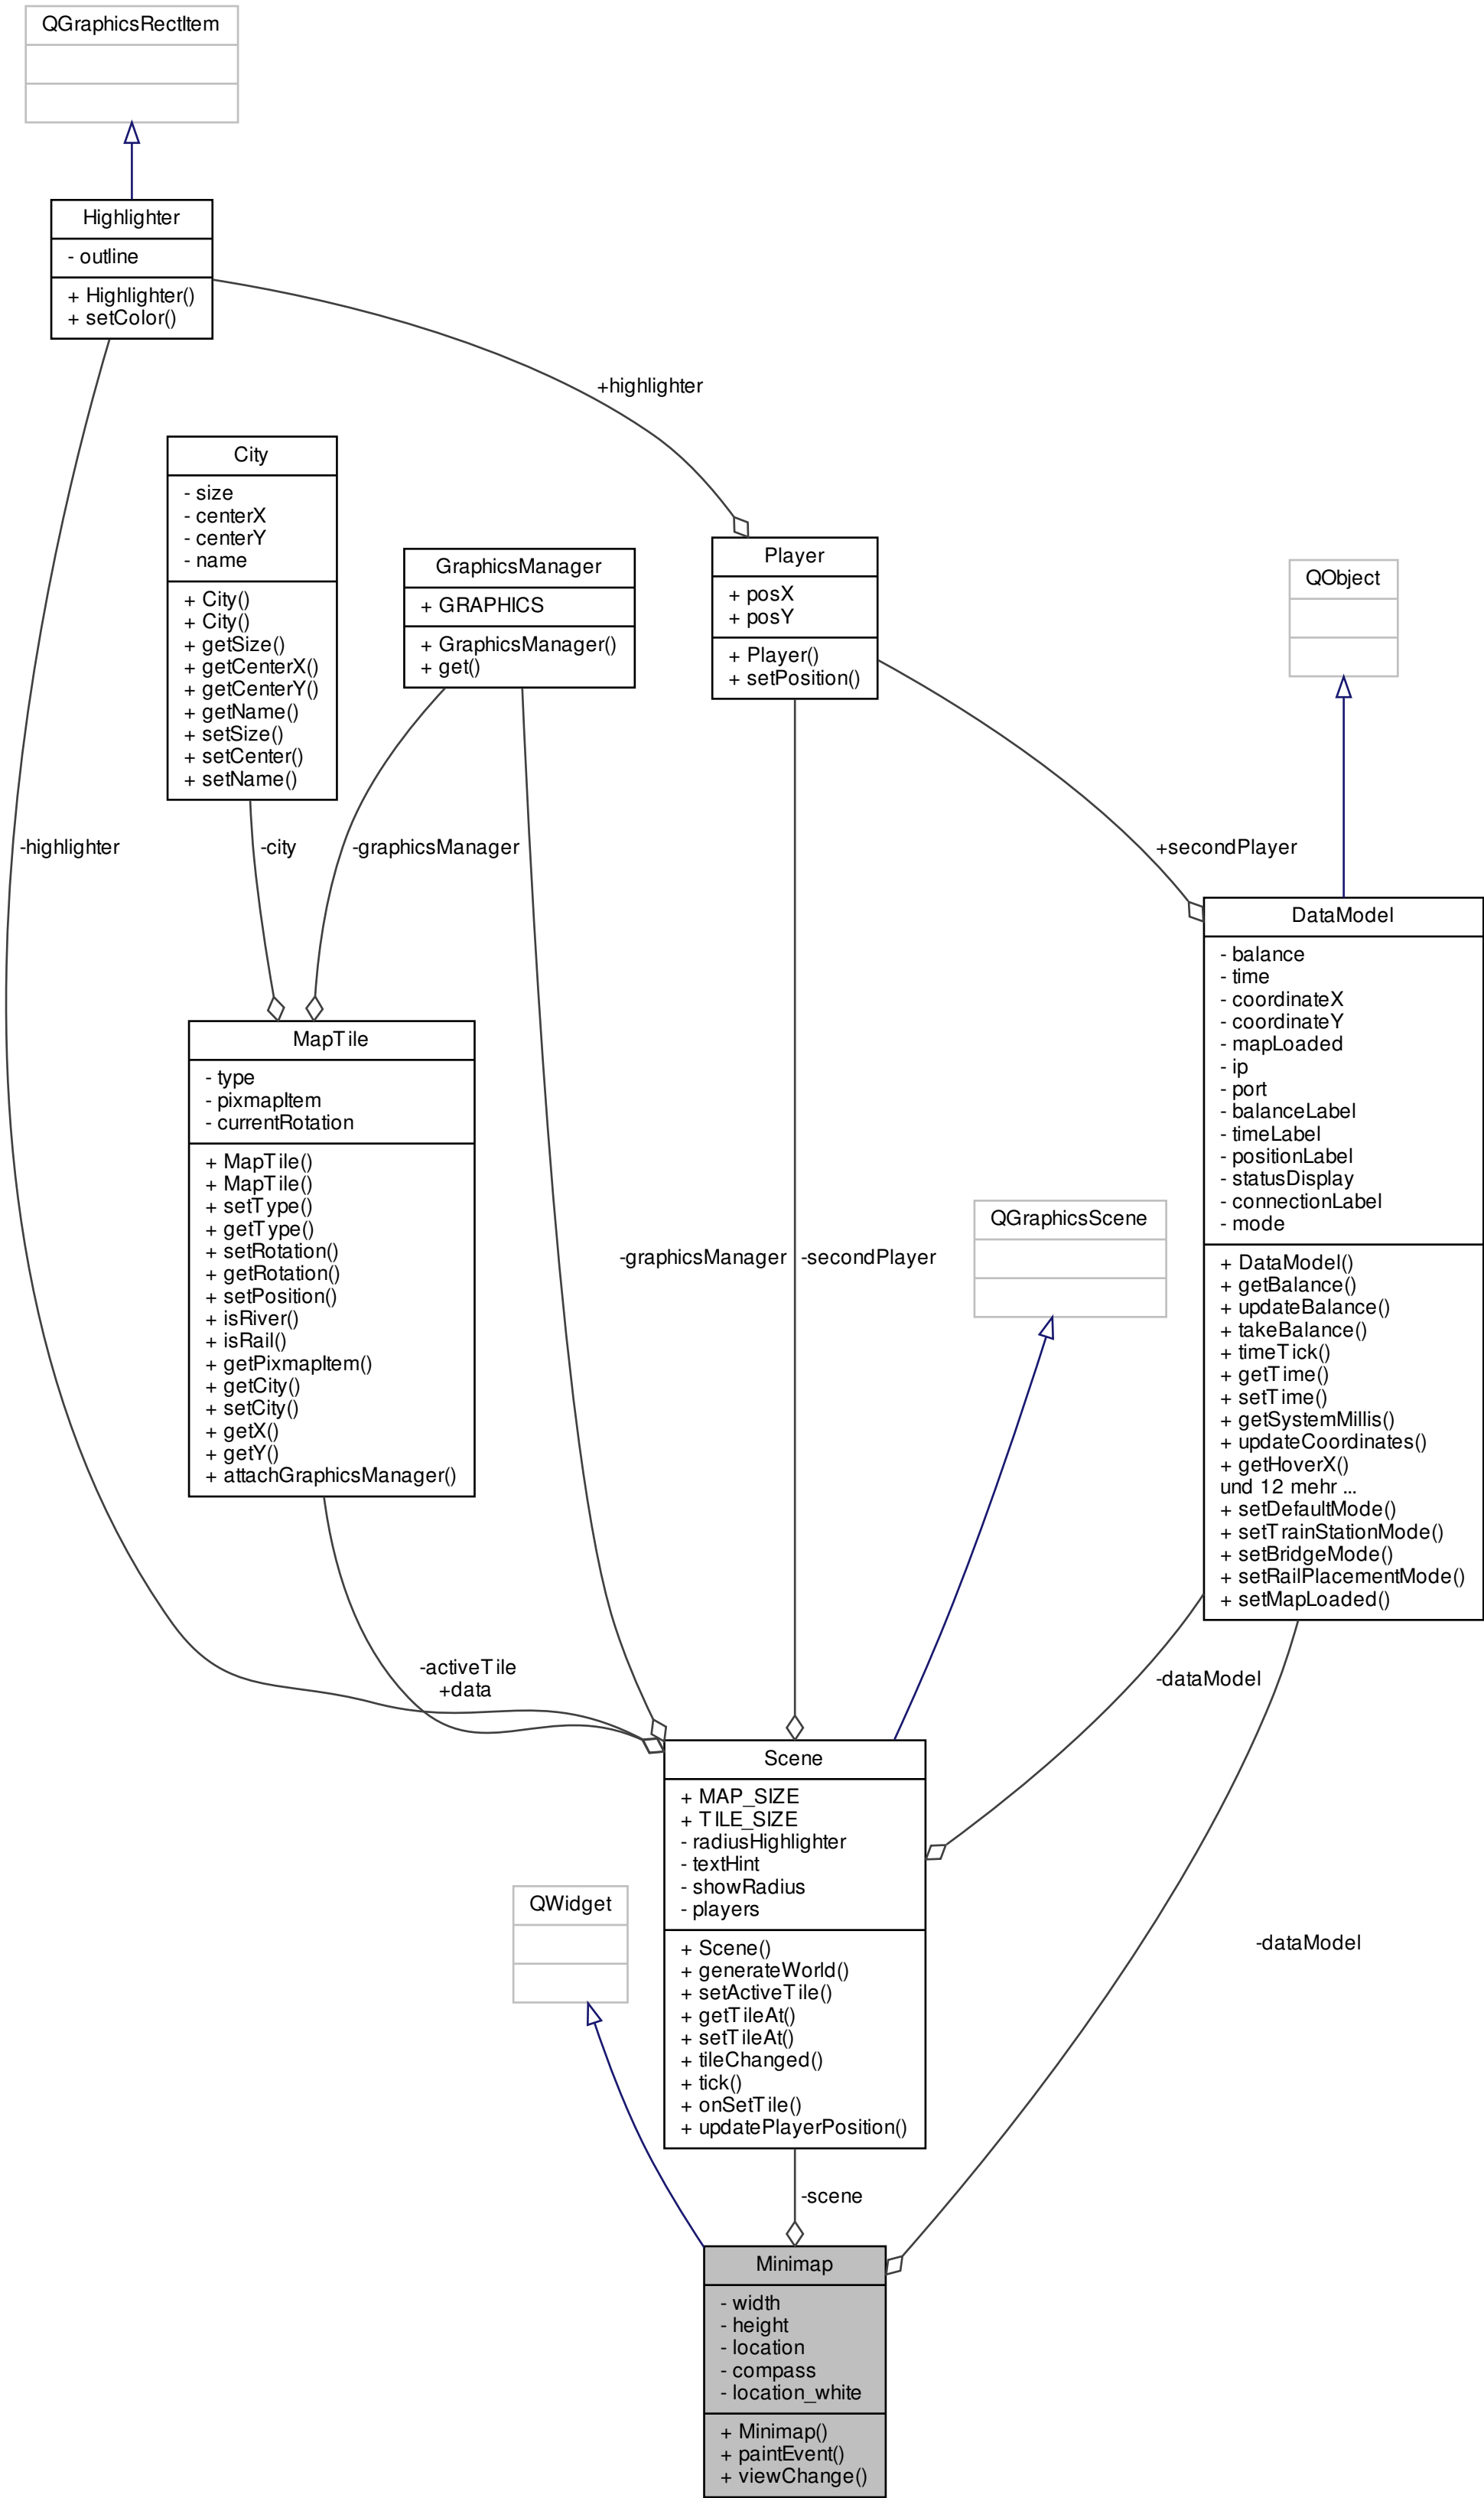 QGraphicsRectItem
Highlighter
- outline
+ Highlighter()
+ setColor()
+highlighter
City
- size
- centerX
- centerY
- name
+ City()
+ City()
+ getSize()
+ getCenterX()
+ getCenterY()
+ getName()
+ setSize()
+ setCenter()
+ setName()
GraphicsManager
+ GRAPHICS
+ GraphicsManager()
+ get()
Player
+ posX
+ posY
+ Player()
+ setPosition()
QObject
-highlighter
-city
-graphicsManager
+secondPlayer
DataModel
- balance
- time
- coordinateX
- coordinateY
- mapLoaded
- ip
- port
- balanceLabel
- timeLabel
- positionLabel
- statusDisplay
- connectionLabel
- mode
+ DataModel()
+ getBalance()
+ updateBalance()
+ takeBalance()
+ timeTick()
+ getTime()
+ setTime()
+ getSystemMillis()
+ updateCoordinates()
+ getHoverX()
und 12 mehr ...
+ setDefaultMode()
+ setTrainStationMode()
+ setBridgeMode()
+ setRailPlacementMode()
+ setMapLoaded()
MapTile
- type
- pixmapItem
- currentRotation
+ MapTile()
+ MapTile()
+ setType()
+ getType()
+ setRotation()
+ getRotation()
+ setPosition()
+ isRiver()
+ isRail()
+ getPixmapItem()
+ getCity()
+ setCity()
+ getX()
+ getY()
+ attachGraphicsManager()
-graphicsManager
-secondPlayer
QGraphicsScene
-activeTile
+data
-dataModel
Scene
+ MAP_SIZE
+ TILE_SIZE
- radiusHighlighter
- textHint
- showRadius
- players
+ Scene()
+ generateWorld()
+ setActiveTile()
+ getTileAt()
+ setTileAt()
+ tileChanged()
+ tick()
+ onSetTile()
+ updatePlayerPosition()
QWidget
-dataModel
-scene
Minimap
- width
- height
- location
- compass
- location_white
+ Minimap()
+ paintEvent()
+ viewChange()